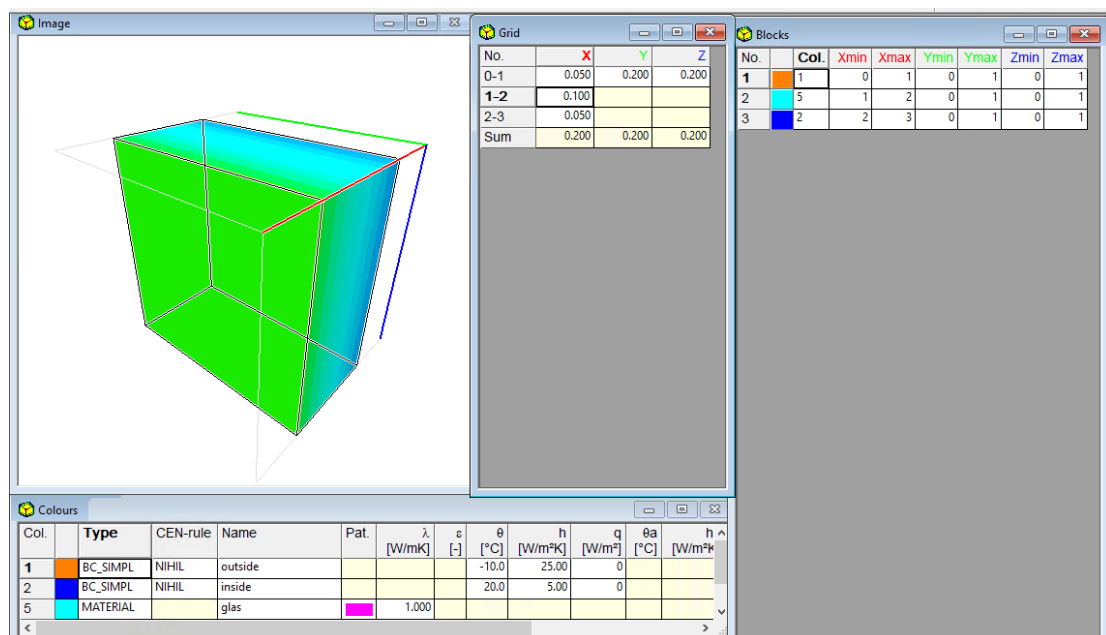 Image
Grid
No. X Y Z
0-1 0.050 0.200 0.200
1-2 0.100
2-3 0.050
Sum 0.200 0.200 0.200
Blocks
No. Col. Xmin Xmax Ymin Ymax Zmin Zmax
1 1 0 1 0 1 0 1
2 5 1 2 0 1 0 1
3 2 2 3 0 1 0 1
Colours
Col. Type CEN-rule Name Pat. λ ε θ h q θa h
[W/mK] [-] [°C] [W/m²K] [W/m²] [°C] [W/m²K
1 BC_SIMPL NIHIL outside -10.0 25.00 0
2 BC_SIMPL NIHIL inside 20.0 5.00 0
5 MATERIAL glas 1.000